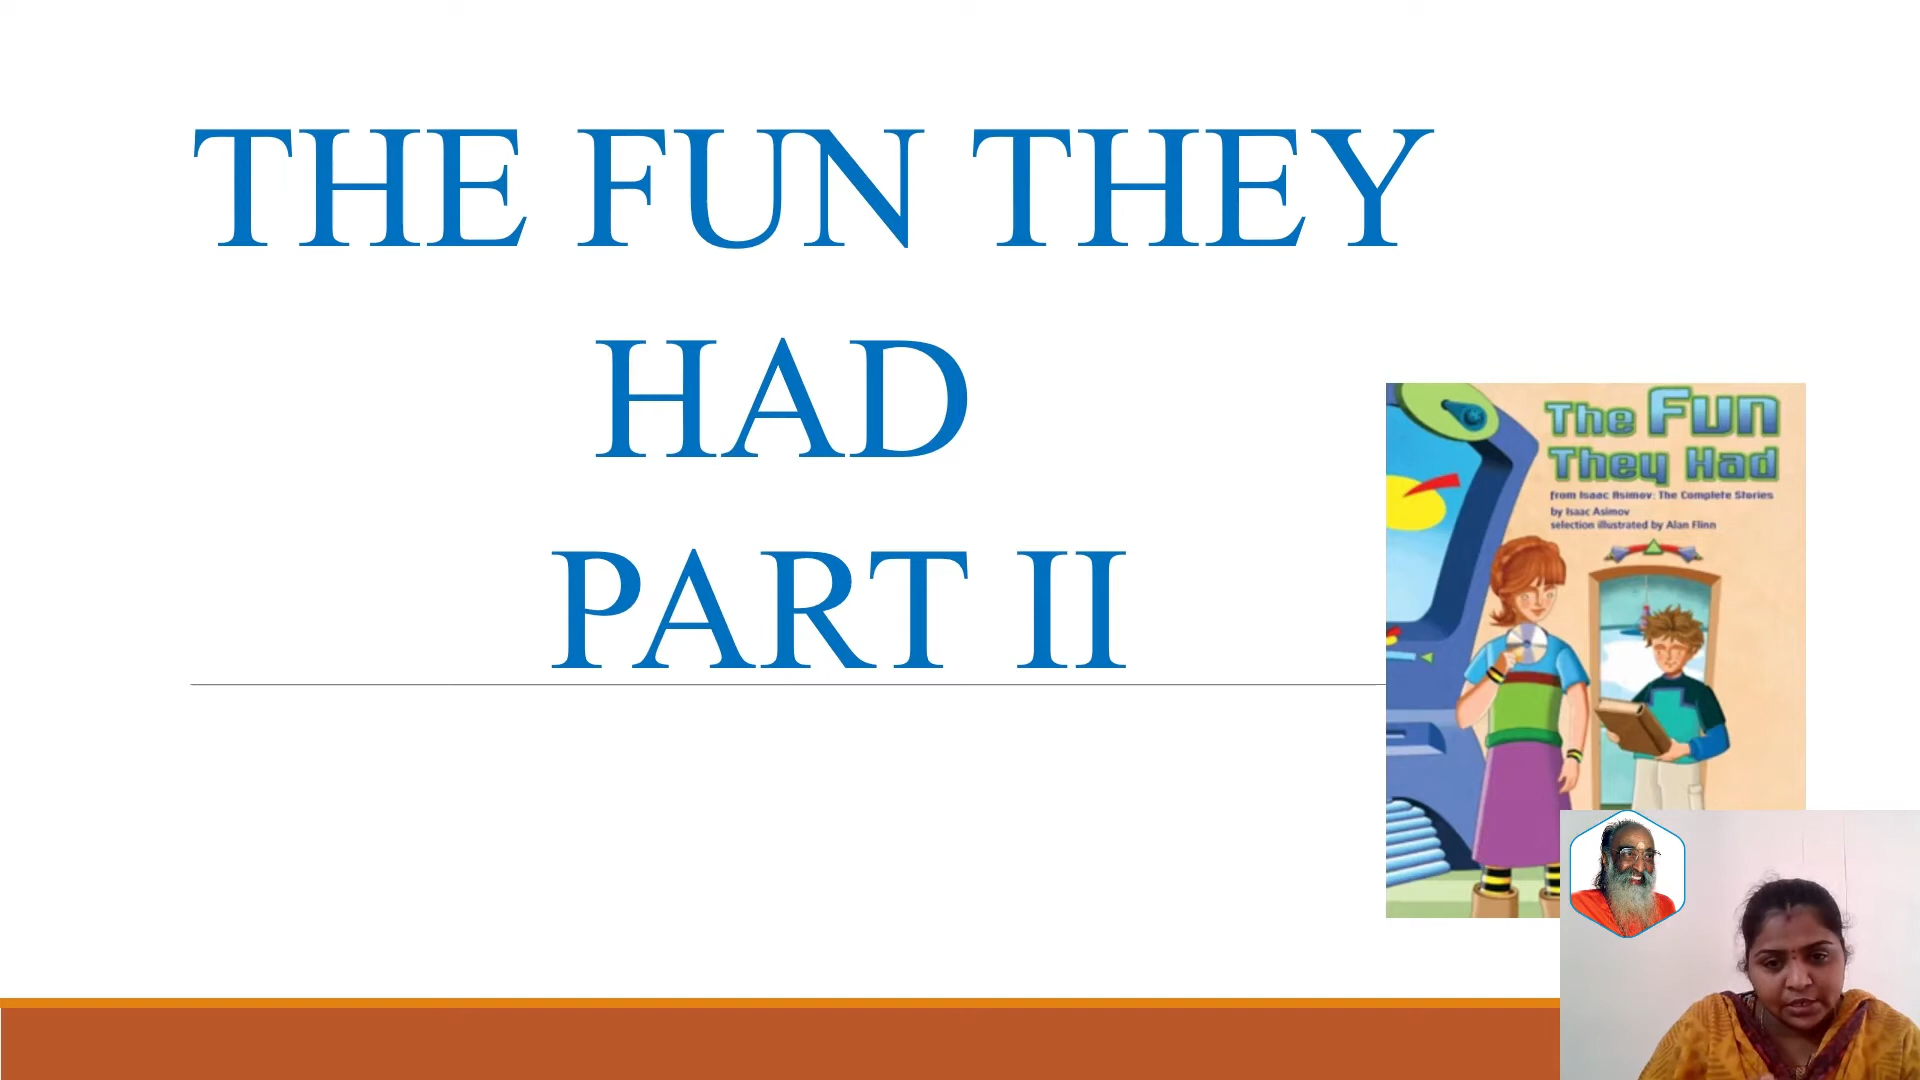 THE FUN THEY
HAD
PART II
The Fun
They Had
from Isaac Asimov: The Complete Stories
by Isaac Asimov
selection illustrated by Alan Flinn